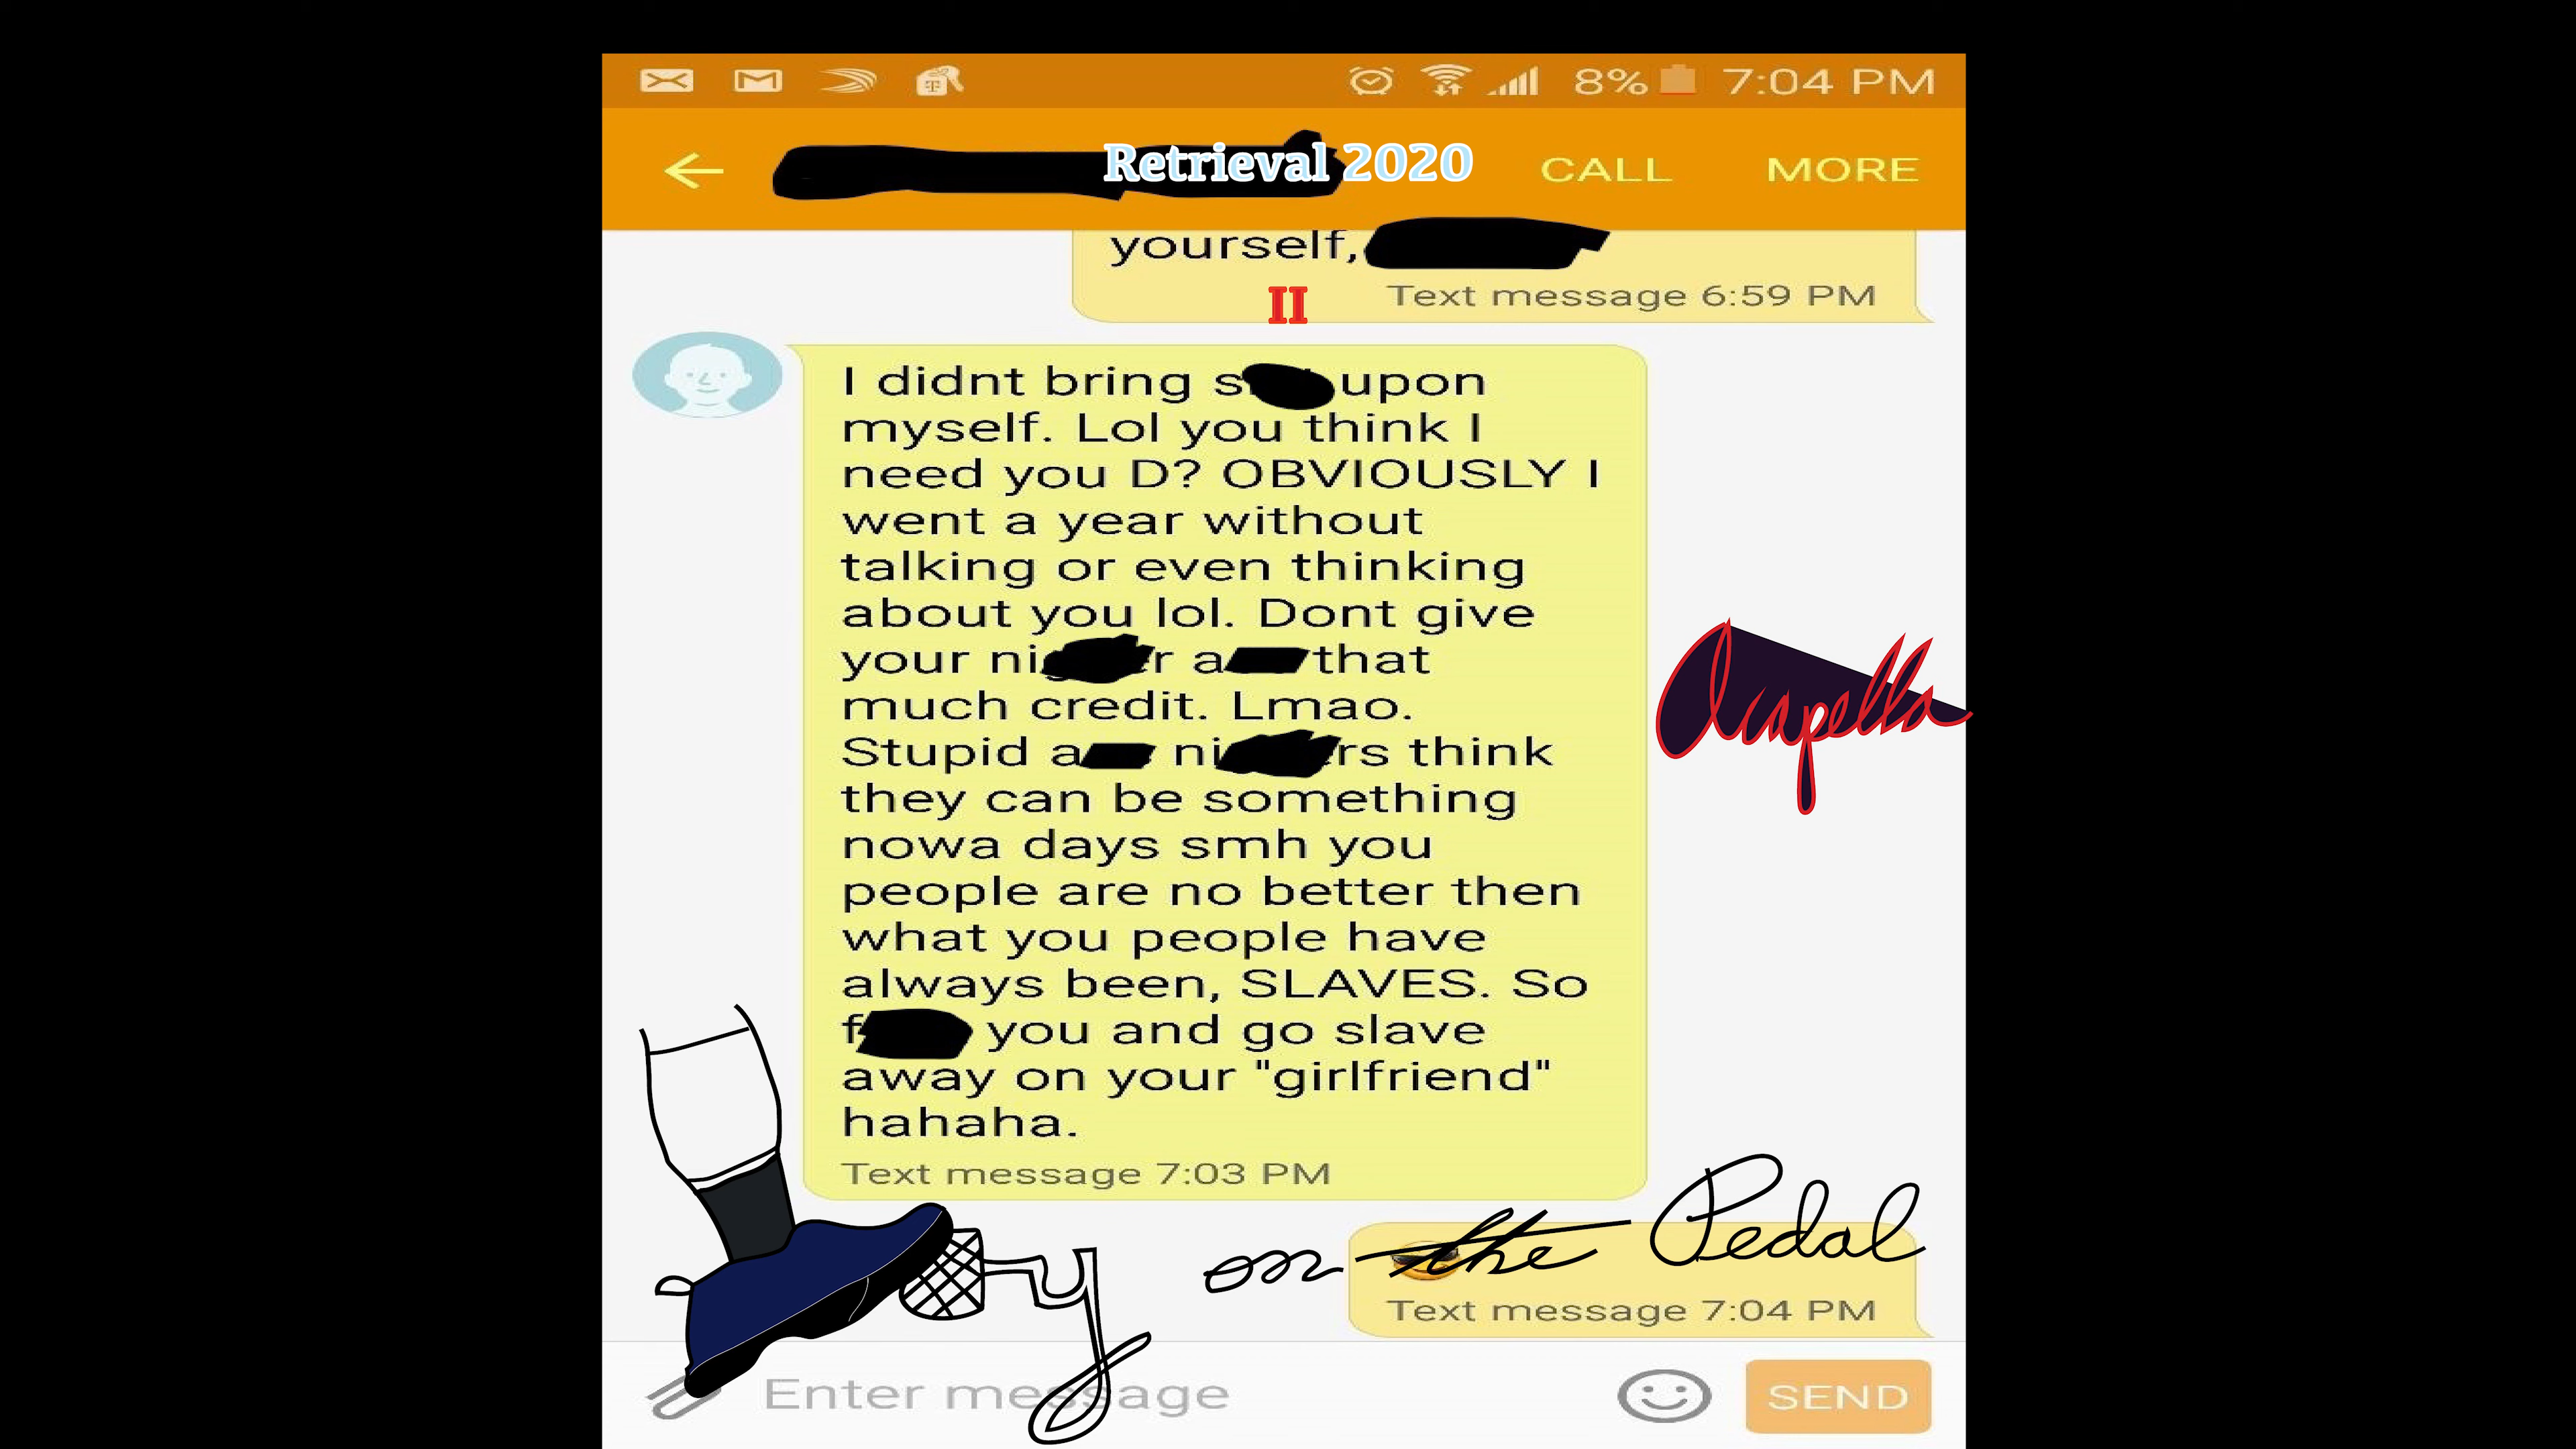 8% 7:04 PM
Retrieval 2020 CALL MORE
yourself,
Text message 6:59 PM
II
I didnt bring s upon
myself. Lol you think I
need you D? OBVIOUSLY I
went a year without
talking or even thinking
about you lol. Dont give
your ni r a that
much credit. Lmao.
Stupid a ni rs think
they can be something
nowa days smh you
people are no better then
what you people have
always been, SLAVES. So
f you and go slave
away on your "girlfriend"
hahaha.
Text message 7:03 PM
Acapella
y on the Pedal
Text message 7:04 PM
Enter message SEND